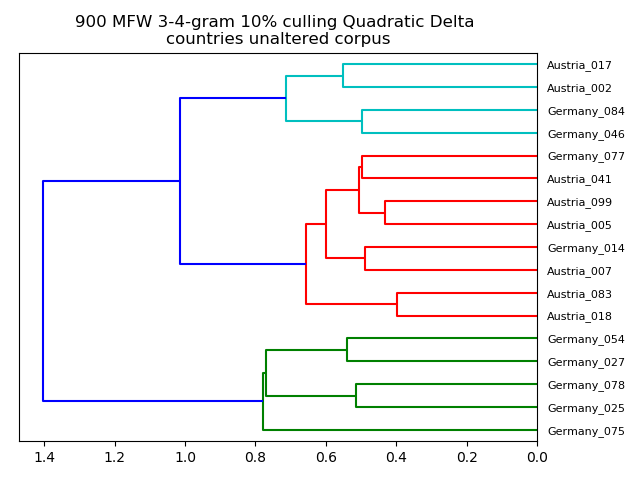 900 MFW 3-4-gram 10% culling Quadratic Delta
countries unaltered corpus
Austria_017
Austria_002
Germany_084
Germany_046
Germany_077
Austria_041
Austria_099
Austria_005
Germany_014
Austria_007
Austria_083
Austria_018
Germany_054
Germany_027
Germany_078
Germany_025
Germany_075
1.4 1.2 1.0 0.8 0.6 0.4 0.2 0.0